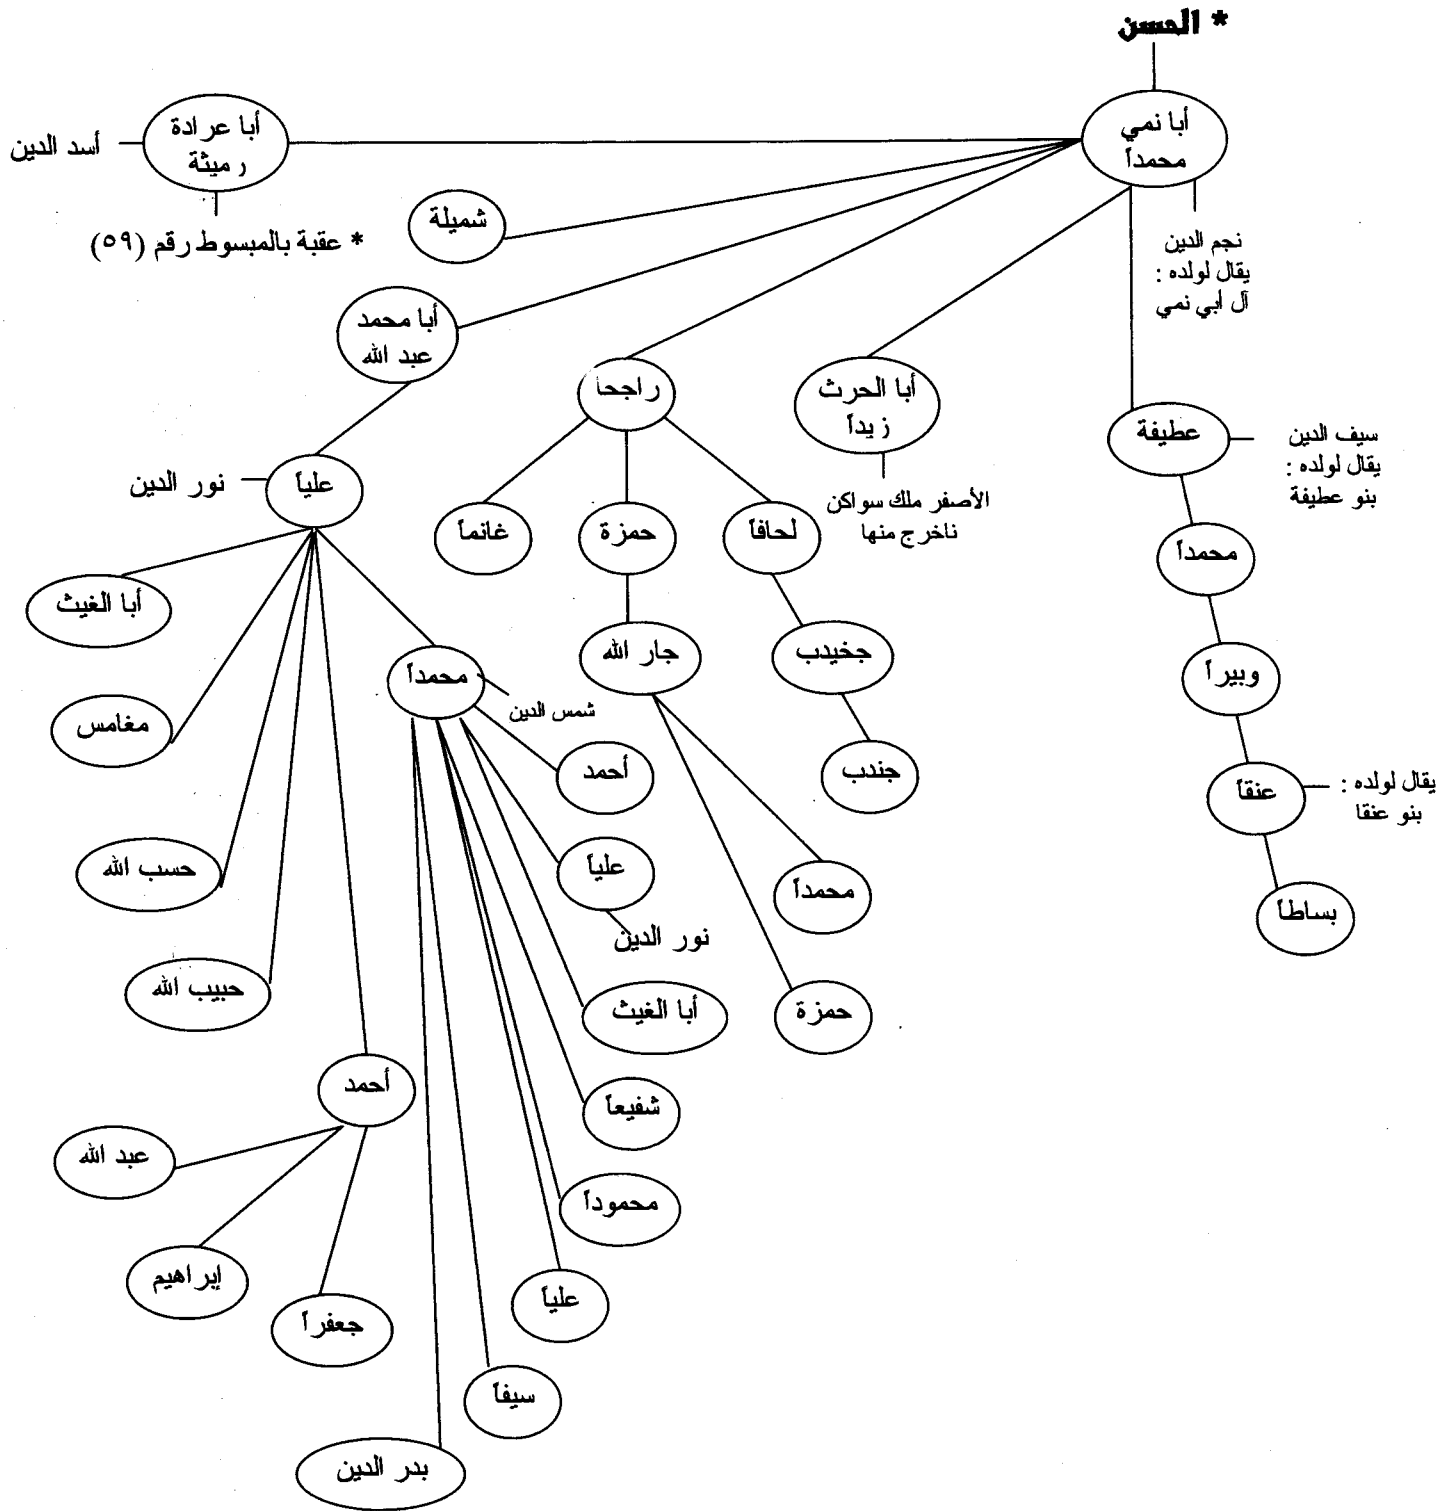 * الحسن
أبا نمي
محمداً
أبا عرادة
رميثة
أسد الدين
* عقبة بالمبسوط رقم (٥٩)
شميلة
نجم الدين
يقال لولده :
آل أبي نمي
أبا محمد
عبد الله
راجحاً
أبا الحرث
زيداً
الأصفر ملك سواكن
ناخرج منها
عطيفة
سيف الدين
يقال لولده :
بنو عطيفة
علياً
نور الدين
غانماً
حمزة
لحافاً
محمداً
أبا الغيث
جار الله
جخيدب
وبيراً
محمداً
شمس الدين
مغامس
أحمد
جندب
عنقاً
يقال لولده :
بنو عنقا
حسب الله
علياً
نور الدين
محمداً
بساطاً
حبيب الله
أبا الغيث
حمزة
أحمد
شفيعاً
عبد الله
محموداً
إبراهيم
جعفراً
علياً
سيفاً
بدر الدين